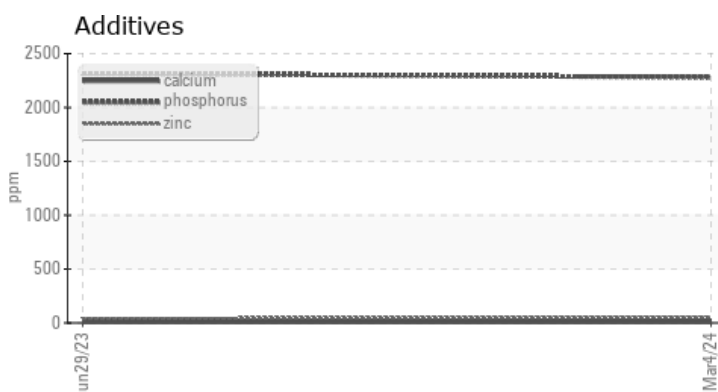 Additives
2500
2000
1500
1000
500
0
ppm
calcium
phosphorus
zinc
un29/23
Mar4/24